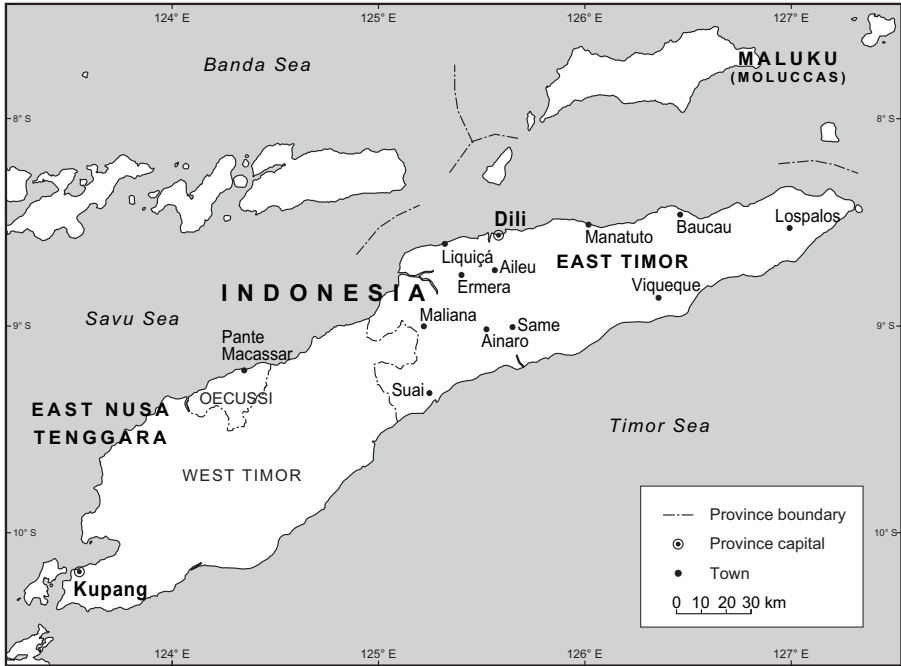 124° E
125° E
126° E
127° E
Banda Sea
MALUKU
(MOLUCCAS)
8° S
8° S
Dili
Manatuto
Baucau
Lospalos
Liquiçá
Aileu
EAST TIMOR
Ermera
Viqueque
INDONESIA
Savu Sea
Maliana
9° S
9° S
Same
Ainaro
Pante
Macassar
Suai
OECUSSI
EAST NUSA
TENGGARA
Timor Sea
WEST TIMOR
10° S
10° S
Kupang
Province boundary
Province capital
Town
0 10 20 30 km
124° E
125° E
126° E
127° E